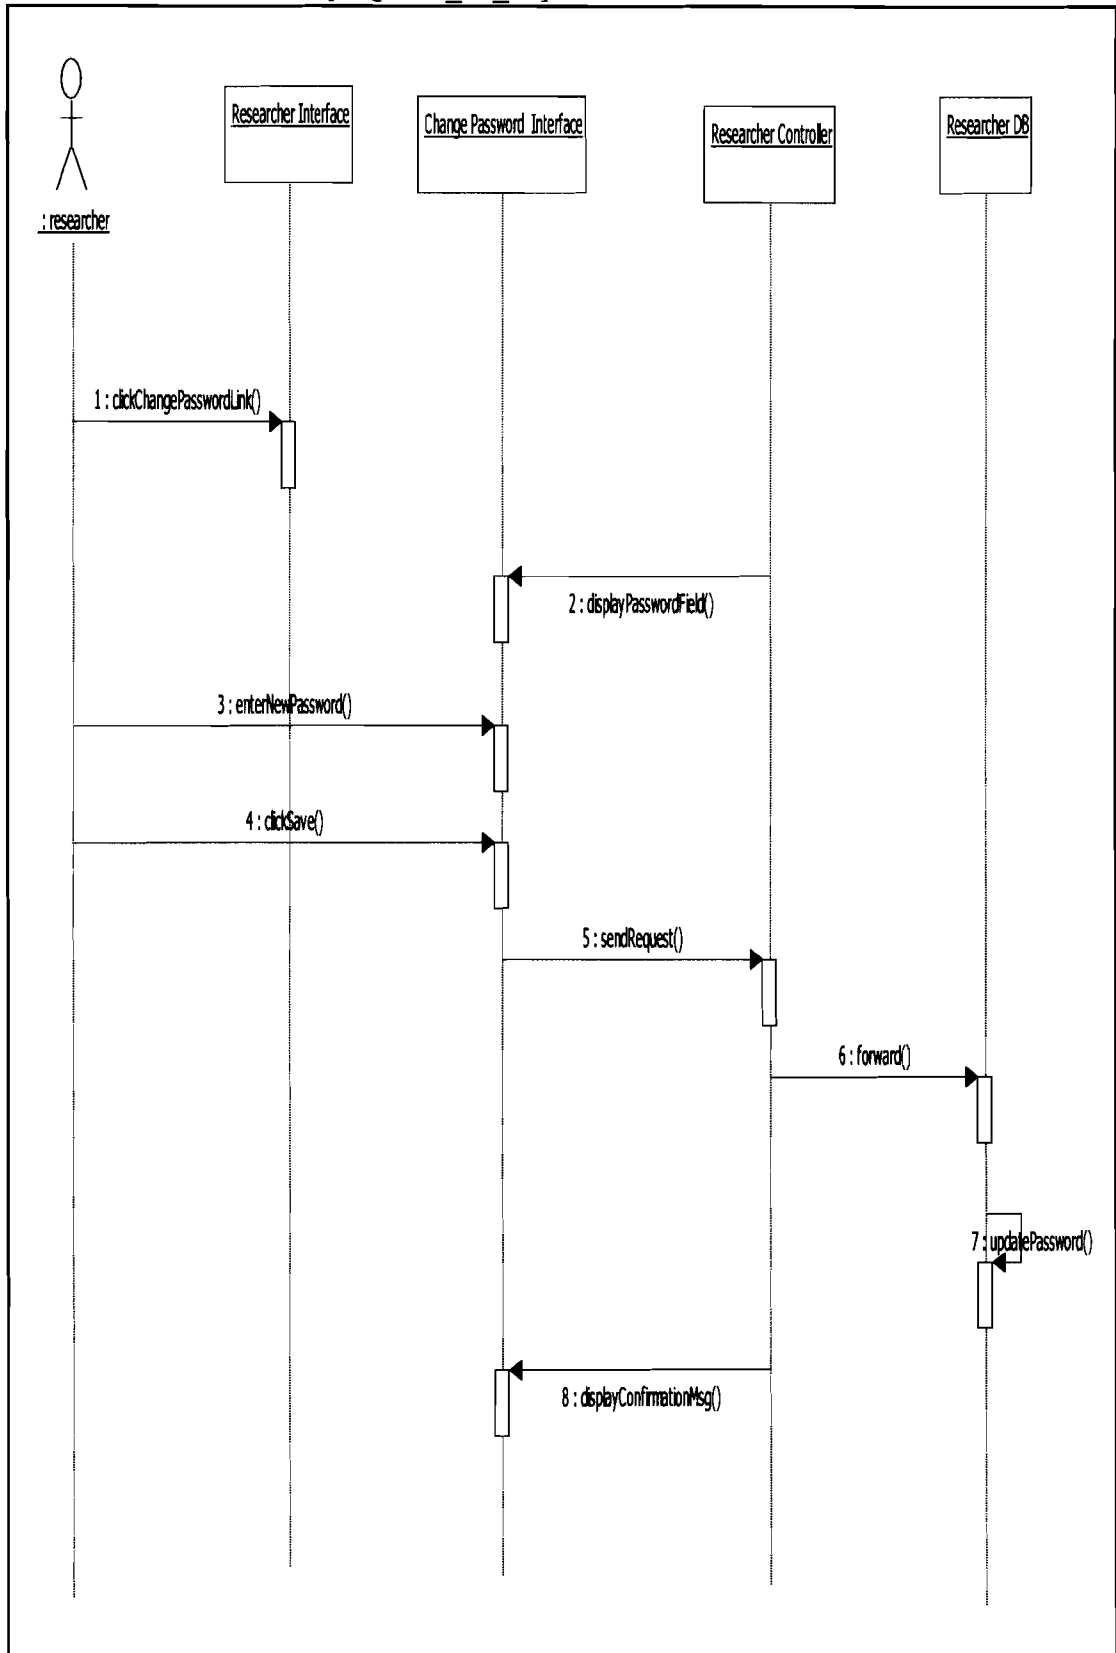 Researcher Interface
Change Password Interface
Researcher Controller
Researcher DB
: researcher
1 : clickChangePasswordLink()
2 : displayPasswordField()
3 : enterNewPassword()
4 : clickSave()
5 : sendRequest()
6 : forward()
7 : updatePassword()
8 : displayConfirmationMsg()